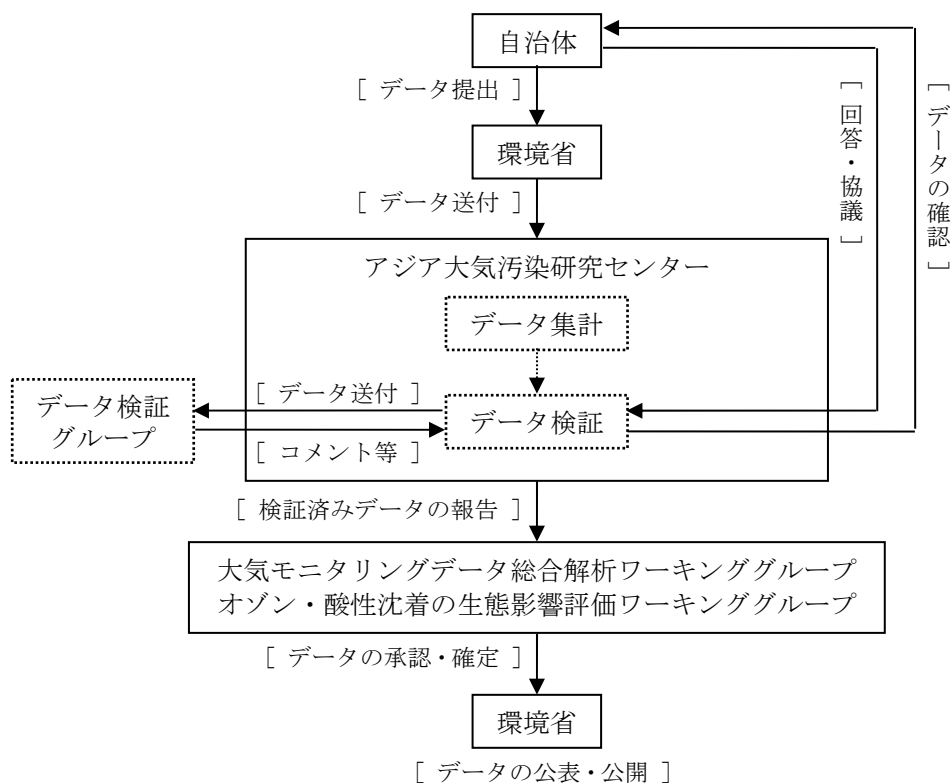 自治体
[ データ提出 ]
環境省
[ データ送付 ]
[ 回答・協議 ]
[ データの確認 ]
アジア大気汚染研究センター
データ集計
[ データ送付 ]
データ検証
グループ
データ検証
[ コメント等 ]
[ 検証済みデータの報告 ]
大気モニタリングデータ総合解析ワーキンググループ
オゾン・酸性沈着の生態影響評価ワーキンググループ
[ データの承認・確定 ]
環境省
[ データの公表・公開 ]